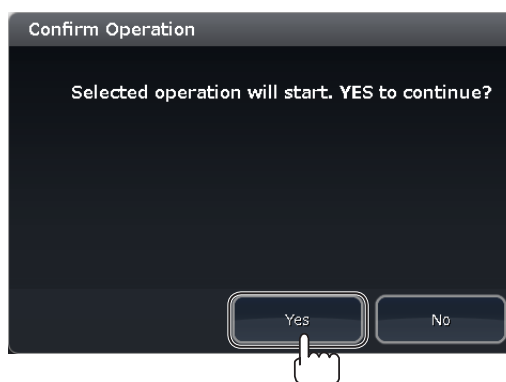 Confirm Operation
Selected operation will start. YES to continue?
Yes
No